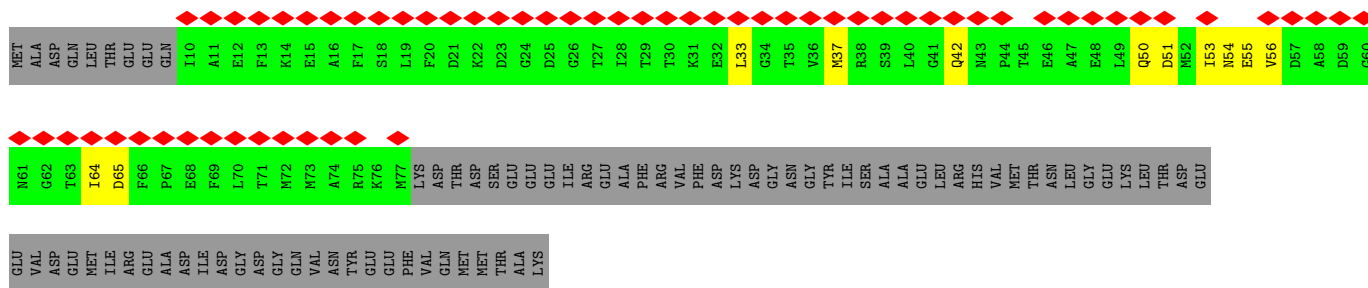 MET ALA ASP GLN LEU THR GLU GLU GLN I10 A11 E12 F13 K14 E15 A16 F17 S18 L19 F20 D21 K22 D23 G24 D25 G26 T27 I28 T29 T30 K31 E32 L33 G34 T35 V36 M37 R38 S39 L40 G41 Q42 N43 P44 T45 E46 A47 E48 L49 Q50 D51 M52 I53 N54 E55 V56 D57 A58 D59 G60
N61 G62 T63 I64 D65 F66 P67 E68 F69 L70 T71 M72 M73 A74 R75 K76 M77 LYS ASP THR ASP SER GLU GLU GLU ILE ARG GLU ALA PHE ARG VAL PHE ASP LYS ASP GLY ASN GLY TYR ILE SER ALA ALA GLU LEU ARG HIS VAL MET THR ASN LEU GLY GLU LYS LEU THR ASP GLU
GLU VAL ASP GLU MET ILE ARG GLU ALA ASP ILE ASP GLY ASP GLY GLN VAL ASN TYR GLU GLU PHE VAL GLN MET MET THR ALA LYS